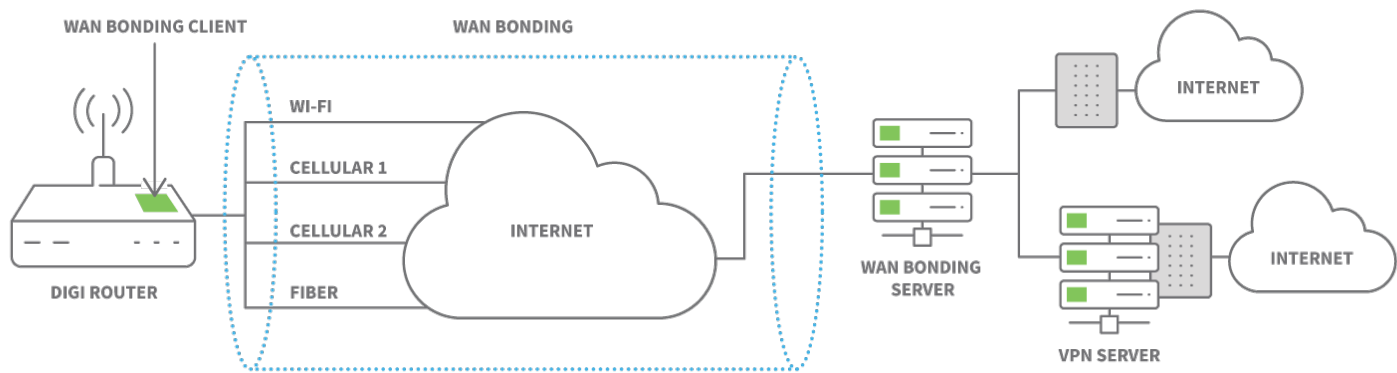 WAN BONDING CLIENT
WAN BONDING
WI-FI
CELLULAR 1
CELLULAR 2
FIBER
INTERNET
DIGI ROUTER
WAN BONDING
SERVER
INTERNET
INTERNET
VPN SERVER